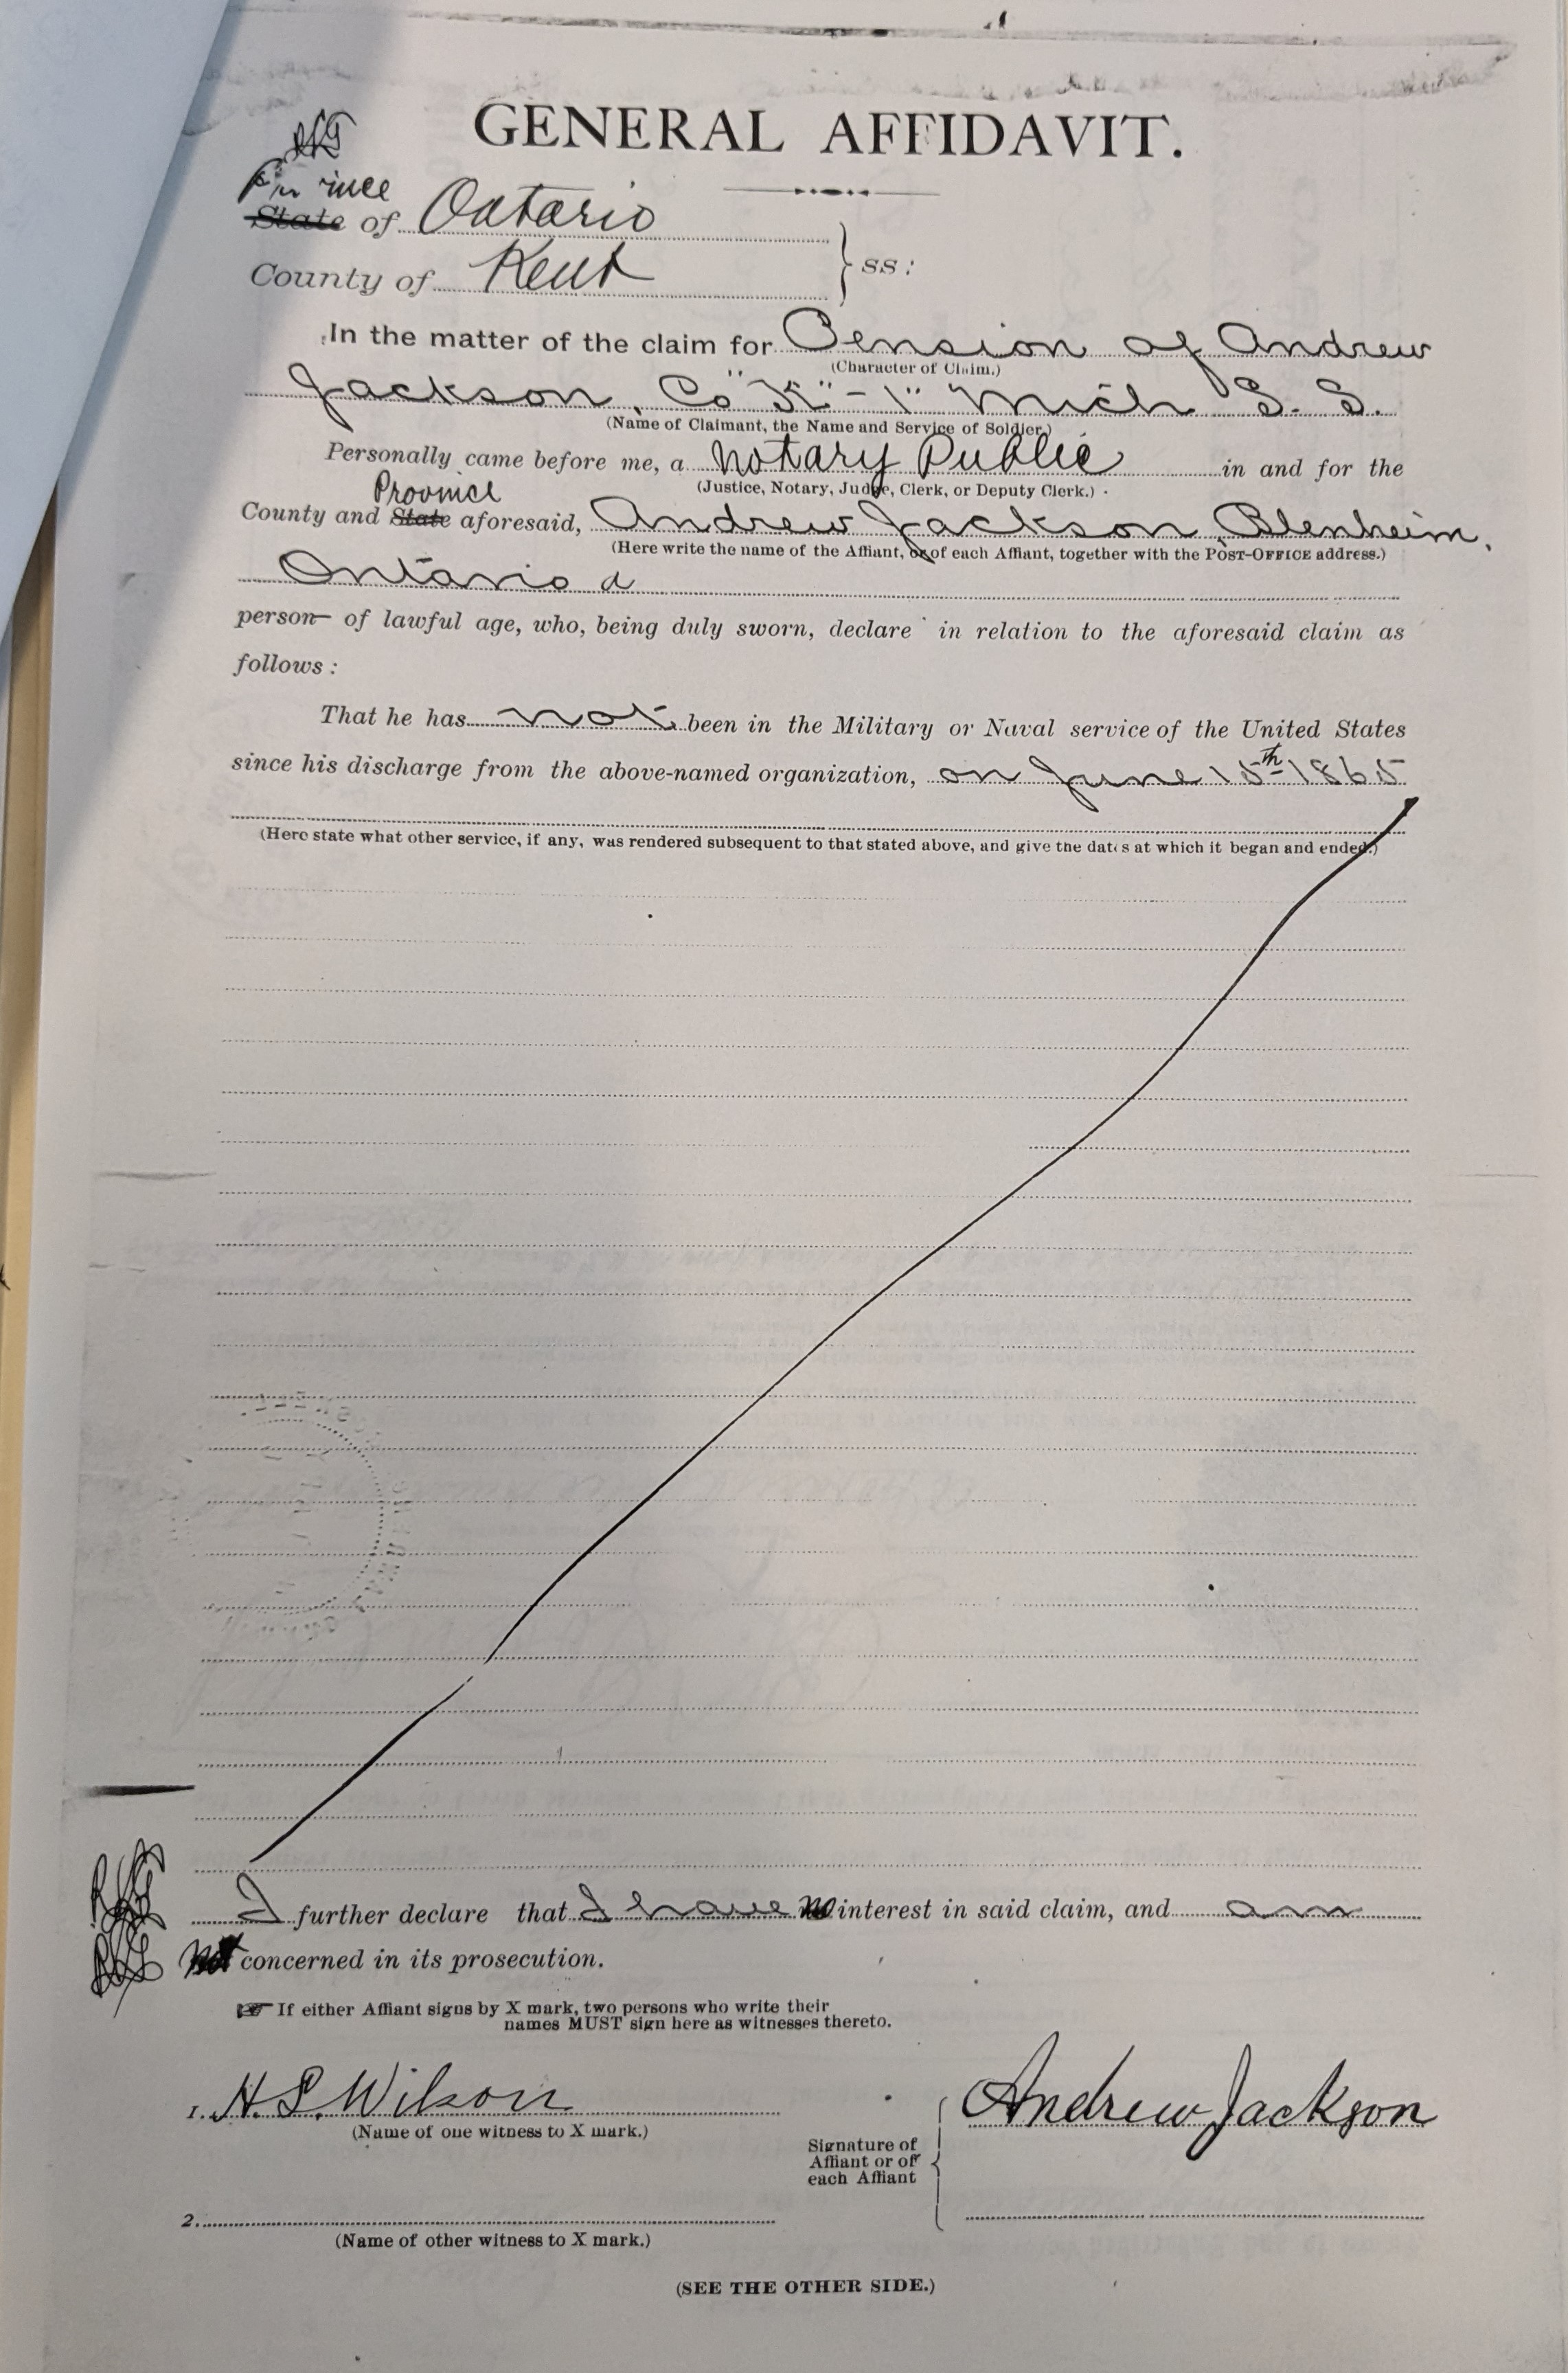 GENERAL AFFIDAVIT.
Province
State of Ontario
County of Kent } ss:
In the matter of the claim for Pension of Andrew
(Character of Claim.)
Jackson, Co "K" - 1" Mich S. S.
(Name of Claimant, the Name and Service of Soldier.)
Personally came before me, a Notary Public in and for the
(Justice, Notary, Judge, Clerk, or Deputy Clerk.)
Province
County and State aforesaid, Andrew Jackson, Blenheim,
(Here write the name of the Affiant, or of each Affiant, together with the POST-OFFICE address.)
Ontario a
person of lawful age, who, being duly sworn, declare in relation to the aforesaid claim as
follows:
That he has not been in the Military or Naval service of the United States
since his discharge from the above-named organization, on June 15th 1865
(Here state what other service, if any, was rendered subsequent to that stated above, and give the dates at which it began and ended.)
I further declare that I have interest in said claim, and am
concerned in its prosecution.
If either Affiant signs by X mark, two persons who write their
names MUST sign here as witnesses thereto.
1. H. S. Wilson
(Name of one witness to X mark.)
Andrew Jackson
Signature of
Affiant or of
each Affiant
2.
(Name of other witness to X mark.)
(SEE THE OTHER SIDE.)